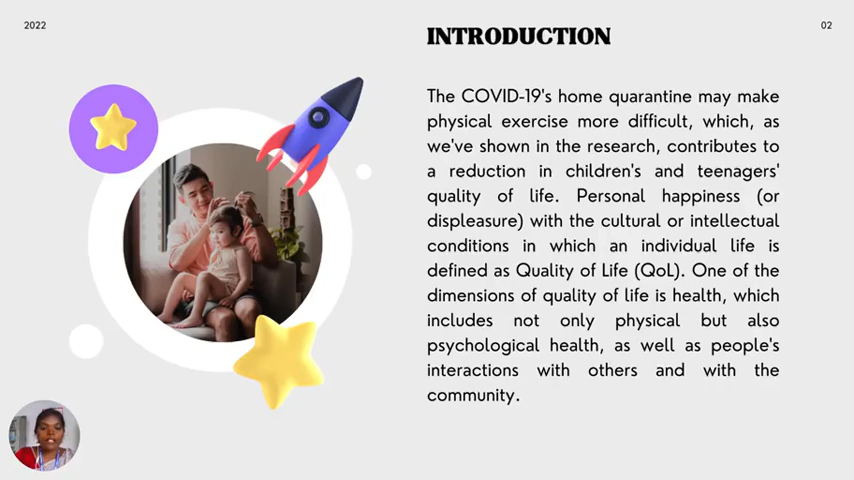 2022
INTRODUCTION
02
The COVID-19's home quarantine may make
physical exercise more difficult, which, as
we've shown in the research, contributes to
a reduction in children's and teenagers'
quality of life. Personal happiness (or
displeasure) with the cultural or intellectual
conditions in which an individual life is
defined as Quality of Life (QoL). One of the
dimensions of quality of life is health, which
includes not only physical but also
psychological health, as well as people's
interactions with others and with the
community.